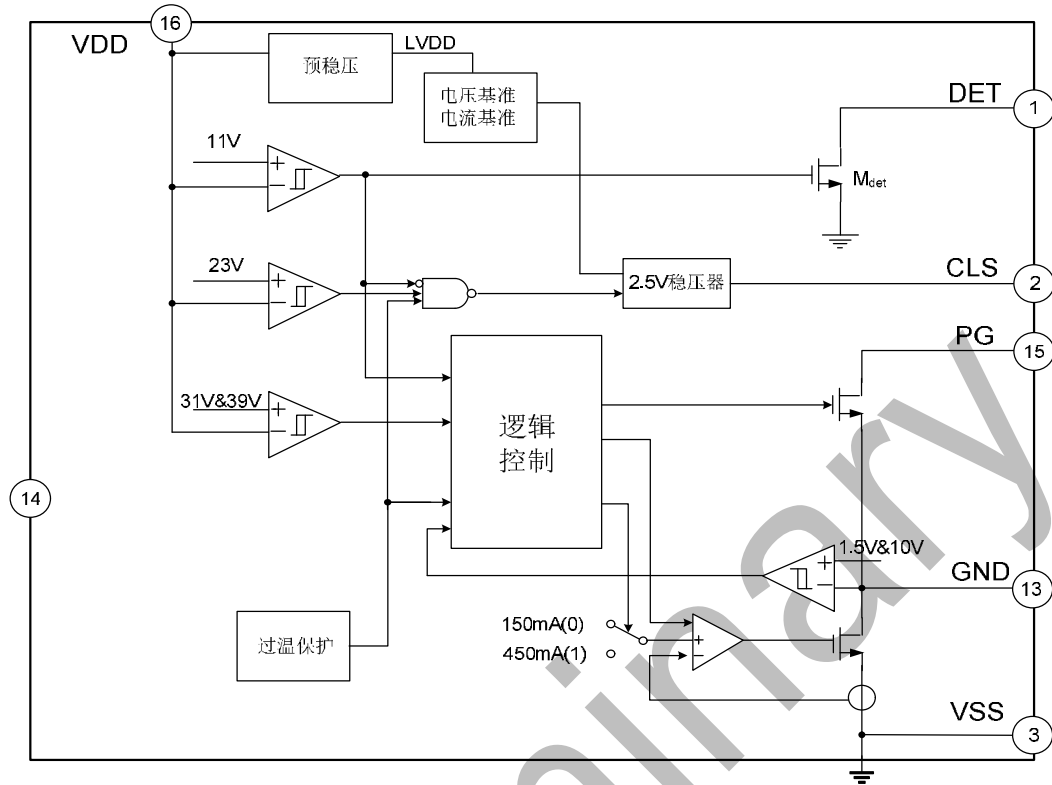 16
VDD
预稳压
LVDD
电压基准
电流基准
DET
1
11V
+
−
Mdet
23V
+
−
2.5V稳压器
CLS
2
PG
15
31V&39V
+
−
逻辑
控制
14
1.5V&10V
+
−
GND
13
过温保护
150mA(0)
450mA(1)
+
−
VSS
3
inary